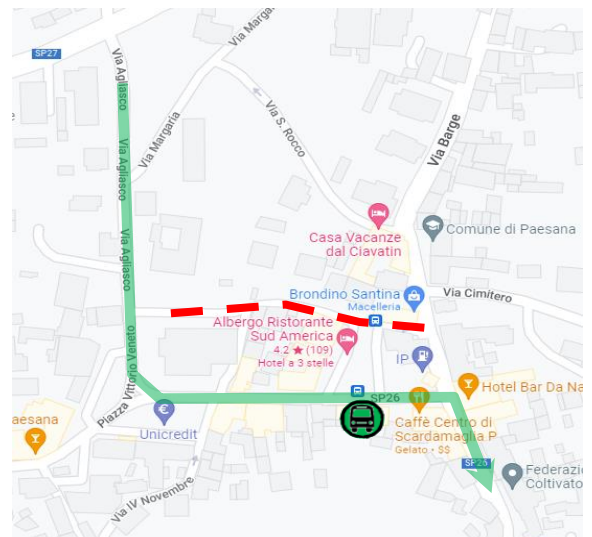 Via Margaria
SP27
Via Agliasco
Via S. Rocco
Via Margaria
Via Barge
Via Agliasco
Casa Vacanze
dal Ciavatin
Comune di Paesana
Via Agliasco
Brondino Santina
Macelleria
Via Cimitero
Albergo Ristorante
Sud America
4.2 ★ (109)
Hotel a 3 stelle
IP
Piazza Vittorio Veneto
SP26
Hotel Bar Da Na
aesana
Unicredit
Caffè Centro di
Scardamaglia P
Gelato • $$
SP26
Federazi
Coltivato
Via IV Novembre